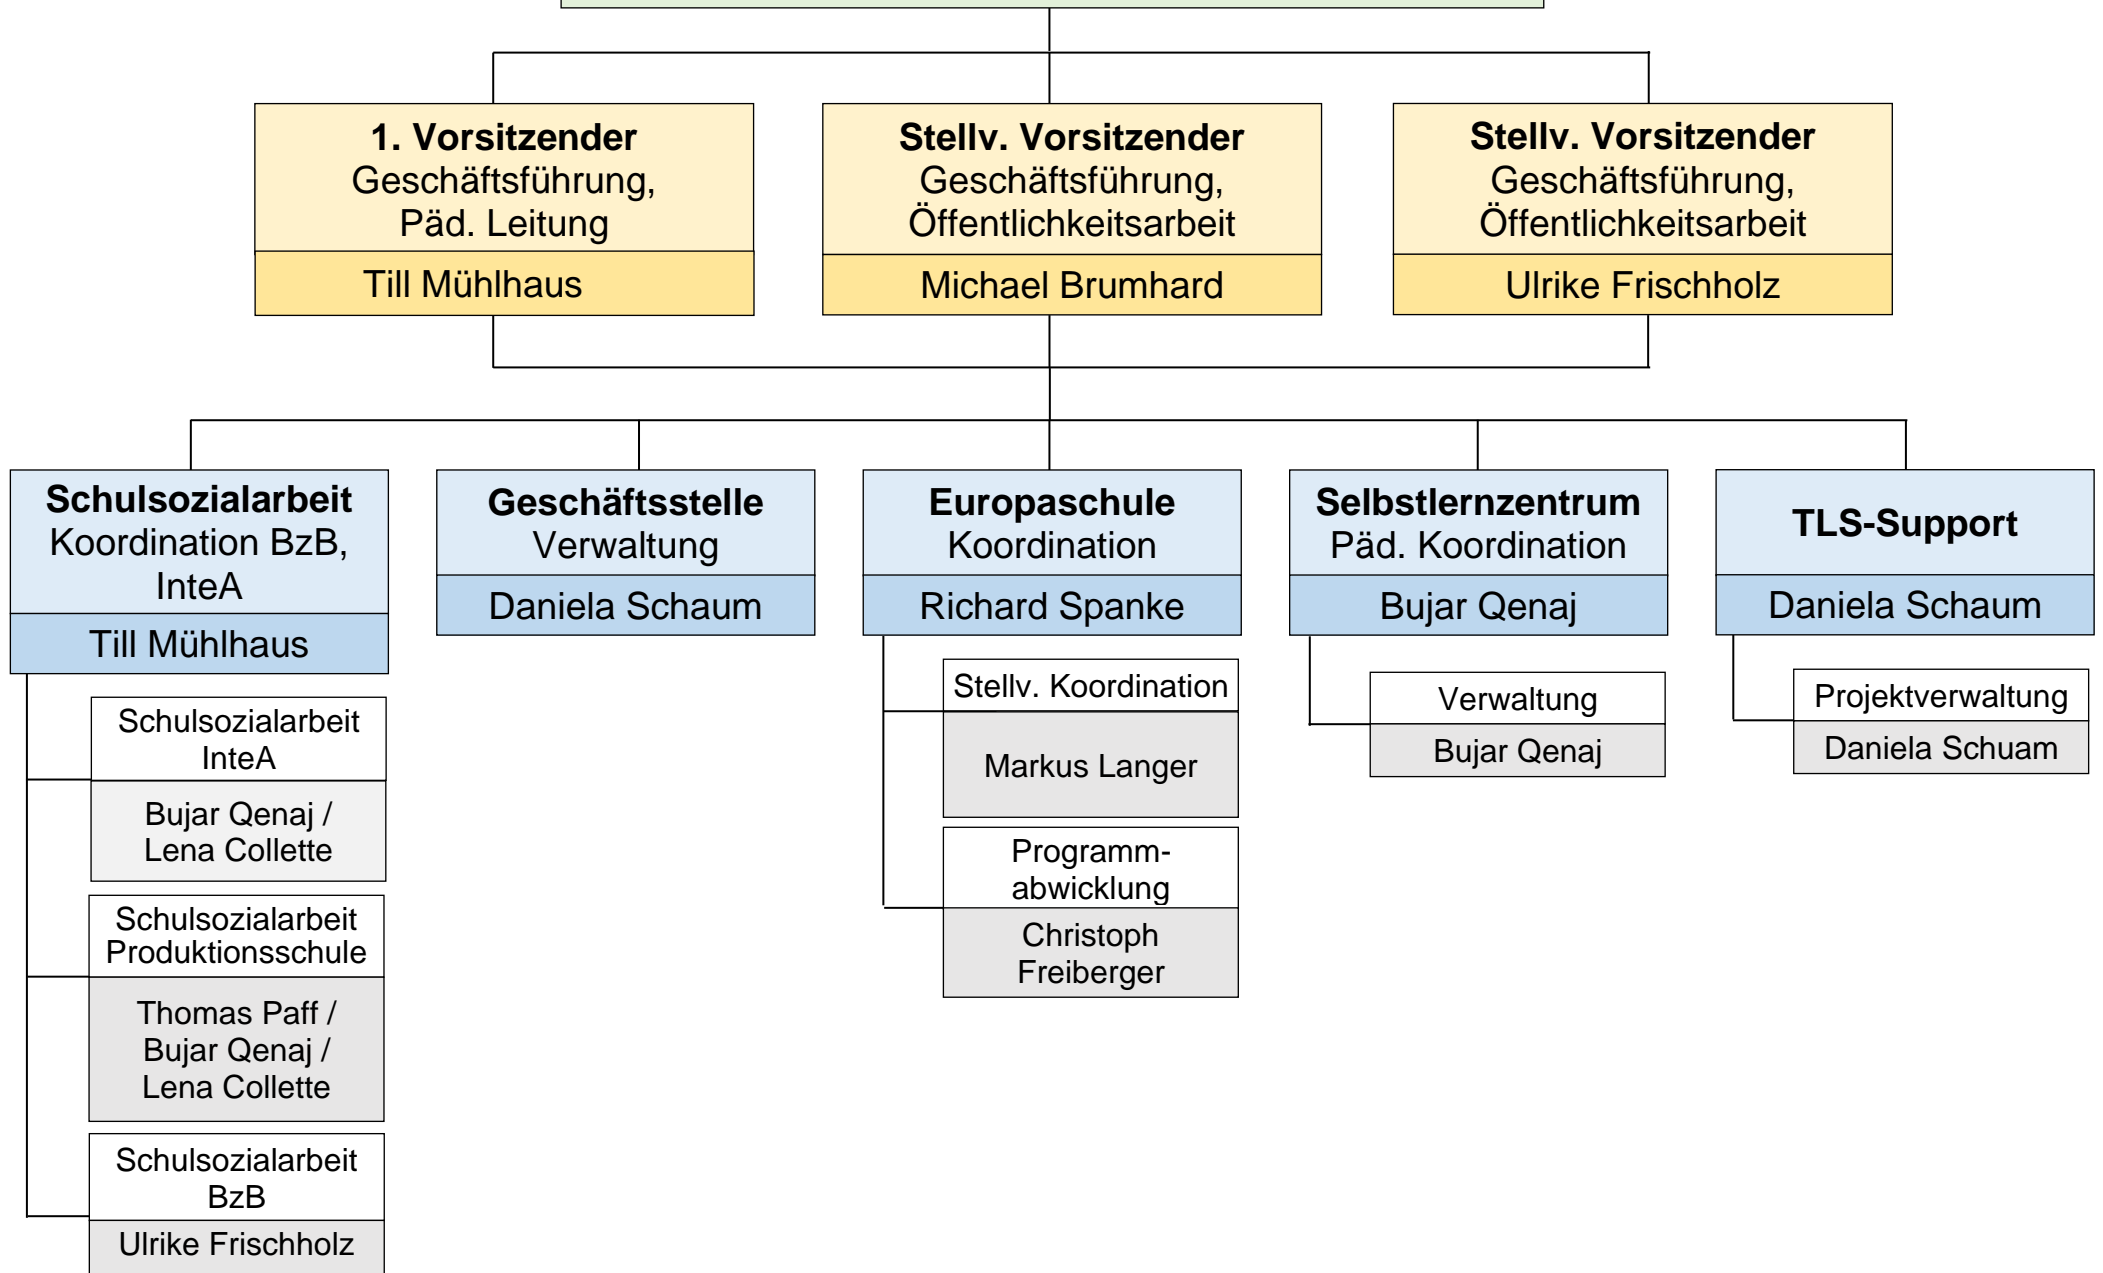 1. Vorsitzender
Geschäftsführung,
Päd. Leitung
Till Mühlhaus
Stellv. Vorsitzender
Geschäftsführung,
Öffentlichkeitsarbeit
Michael Brumhard
Stellv. Vorsitzender
Geschäftsführung,
Öffentlichkeitsarbeit
Ulrike Frischholz
Schulsozialarbeit
Koordination BzB,
InteA
Till Mühlhaus
Geschäftsstelle
Verwaltung
Daniela Schaum
Europaschule
Koordination
Richard Spanke
Selbstlernzentrum
Päd. Koordination
Bujar Qenaj
TLS-Support
Daniela Schaum
Schulsozialarbeit
InteA
Bujar Qenaj /
Lena Collette
Schulsozialarbeit
Produktionsschule
Thomas Paff /
Bujar Qenaj /
Lena Collette
Schulsozialarbeit
BzB
Ulrike Frischholz
Stellv. Koordination
Markus Langer
Programm-
abwicklung
Christoph
Freiberger
Verwaltung
Bujar Qenaj
Projektverwaltung
Daniela Schuam